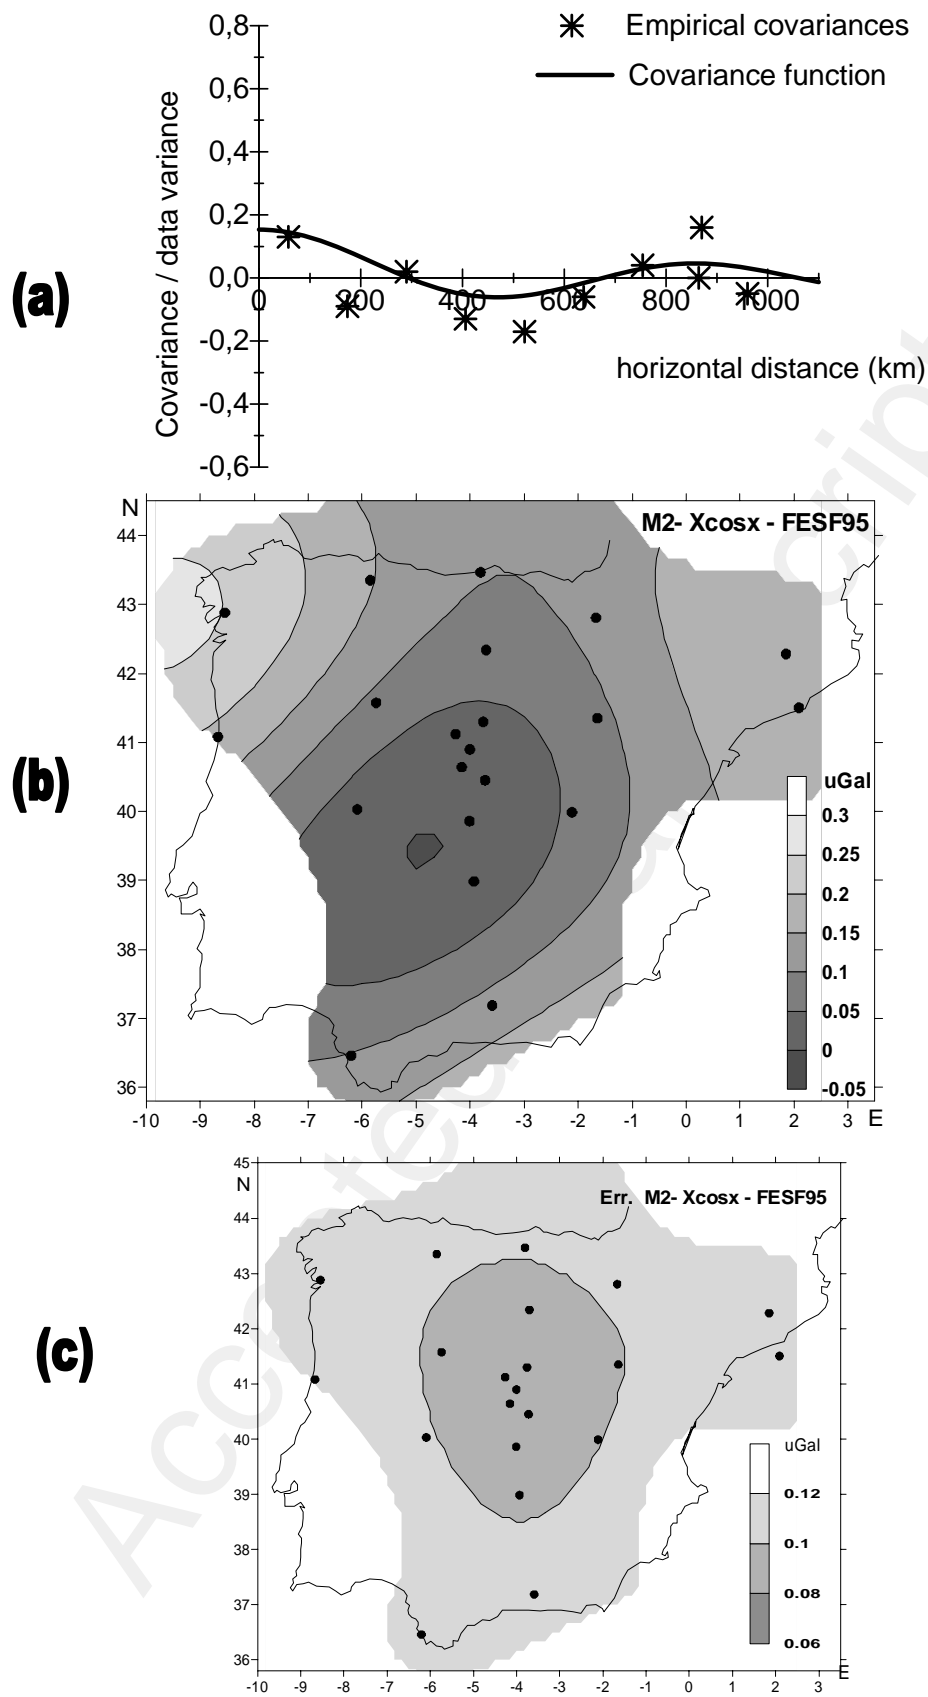 0,8
Empirical covariances
0,6
Covariance function
0,4
0,2
0,0
0
200
400
600
800
1000
-0,2
-0,4
-0,6
Covariance / data variance
horizontal distance (km)
(a)
N
M2- Xcosx - FESF95
44
43
42
41
40
39
38
37
36
-10 -9 -8 -7 -6 -5 -4 -3 -2 -1 0 1 2 3 E
uGal
0.3
0.25
0.2
0.15
0.1
0.05
0
-0.05
(b)
45
N
Err. M2- Xcosx - FESF95
44
43
42
41
40
39
38
37
36
E
-10 -9 -8 -7 -6 -5 -4 -3 -2 -1 0 1 2 3
uGal
0.12
0.1
0.08
0.06
(c)